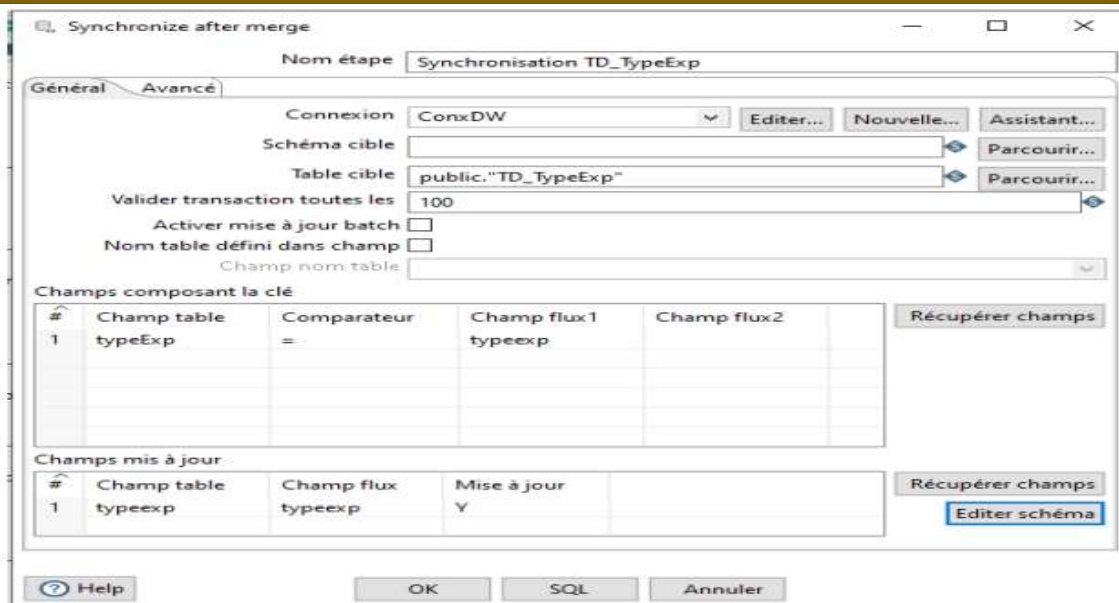 Synchronize after merge
Nom étape Synchronisation TD_TypeExp
Général Avancé
Connexion ConxDW Editer... Nouvelle... Assistant...
Schéma cible Parcourir...
Table cible public."TD_TypeExp" Parcourir...
Valider transaction toutes les 100
Activer mise à jour batch
Nom table défini dans champ
Champ nom table
Champs composant la clé
# Champ table Comparateur Champ flux1 Champ flux2 Récupérer champs
1 typeExp = typeexp
Champs mis à jour
# Champ table Champ flux Mise à jour Récupérer champs
1 typeexp typeexp Y Editer schéma
Help OK SQL Annuler